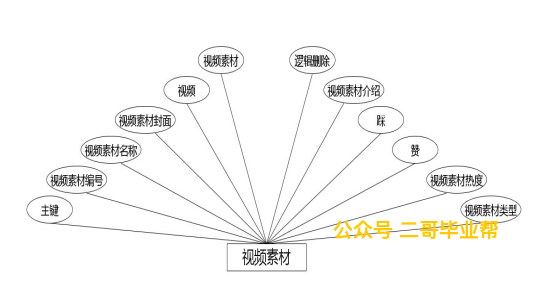 视频素材
逻辑删除
视频
视频素材介绍
视频素材封面
踩
视频素材名称
赞
视频素材编号
视频素材热度
主键
视频素材类型
公众号 二哥毕业帮
视频素材